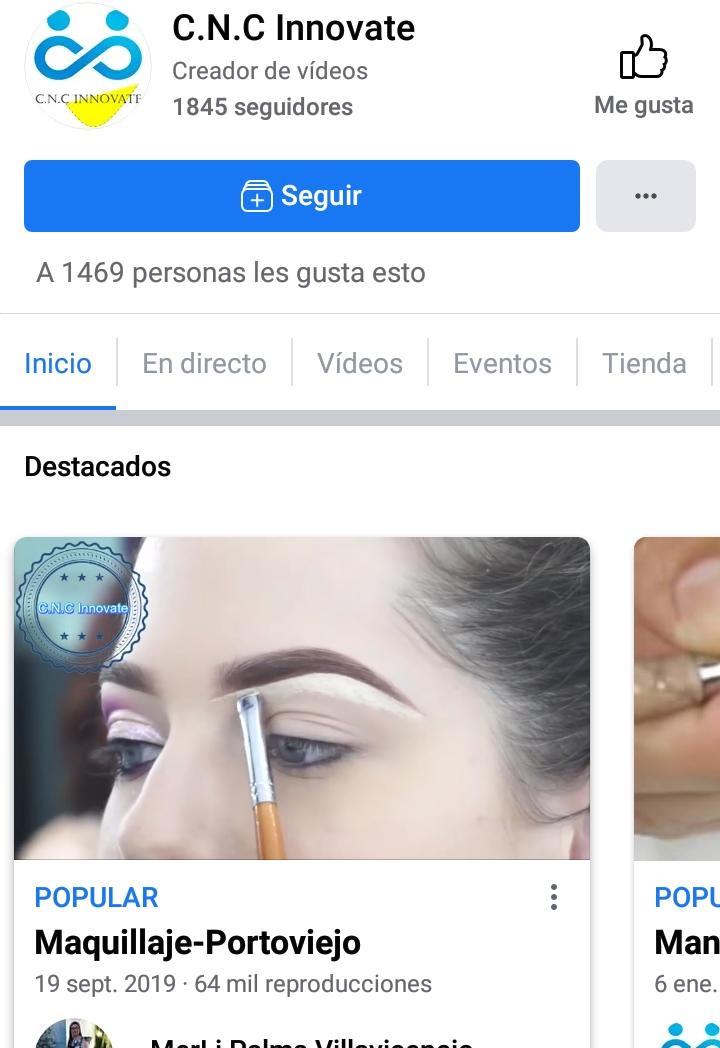 C.N.C Innovate
Creador de vídeos
1845 seguidores
C.N.C INNOVATE
Me gusta
Seguir
A 1469 personas les gusta esto
Inicio
En directo
Vídeos
Eventos
Tienda
Destacados
C.N.C Innovate
POPULAR
POPU
Maquillaje-Portoviejo
Man
19 sept. 2019 · 64 mil reproducciones
6 ene.